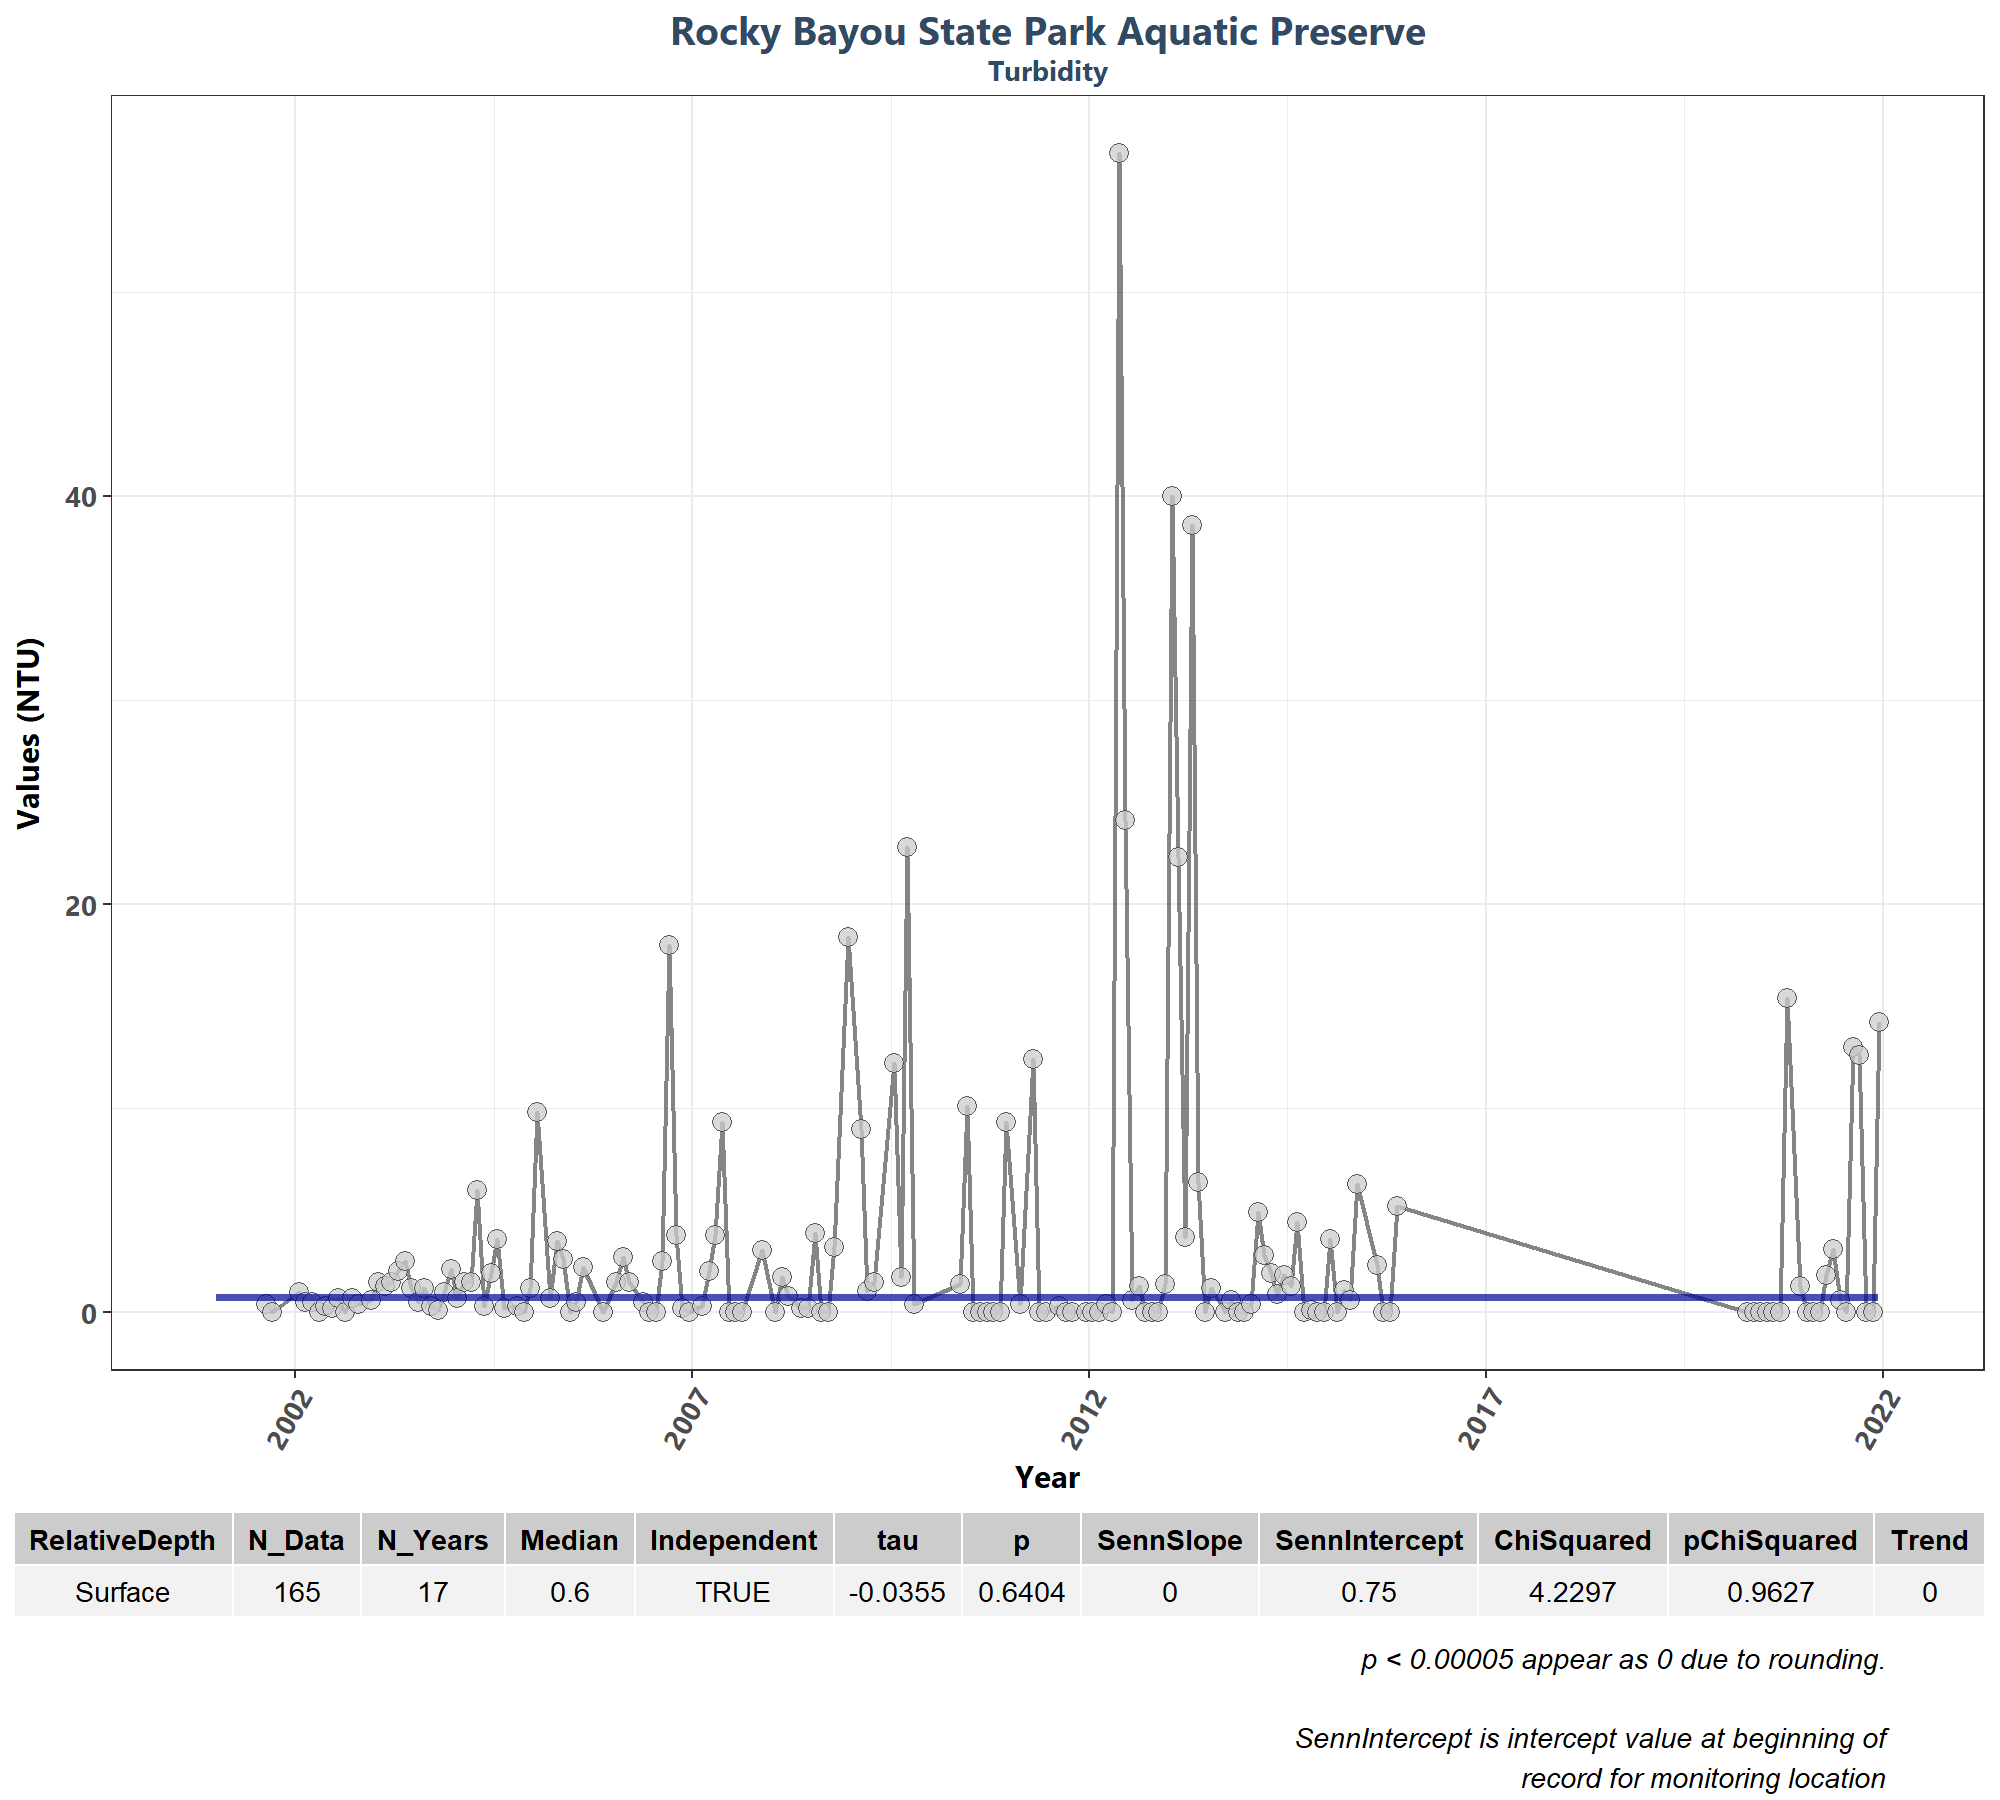 Rocky Bayou State Park Aquatic Preserve
Turbidity
Values (NTU)
40
20
0
2002 2007 2012 2017 2022
Year
RelativeDepth N_Data N_Years Median Independent tau p SennSlope SennIntercept ChiSquared pChiSquared Trend
Surface 165 17 0.6 TRUE -0.0355 0.6404 0 0.75 4.2297 0.9627 0
p < 0.00005 appear as 0 due to rounding.
SennIntercept is intercept value at beginning of
record for monitoring location